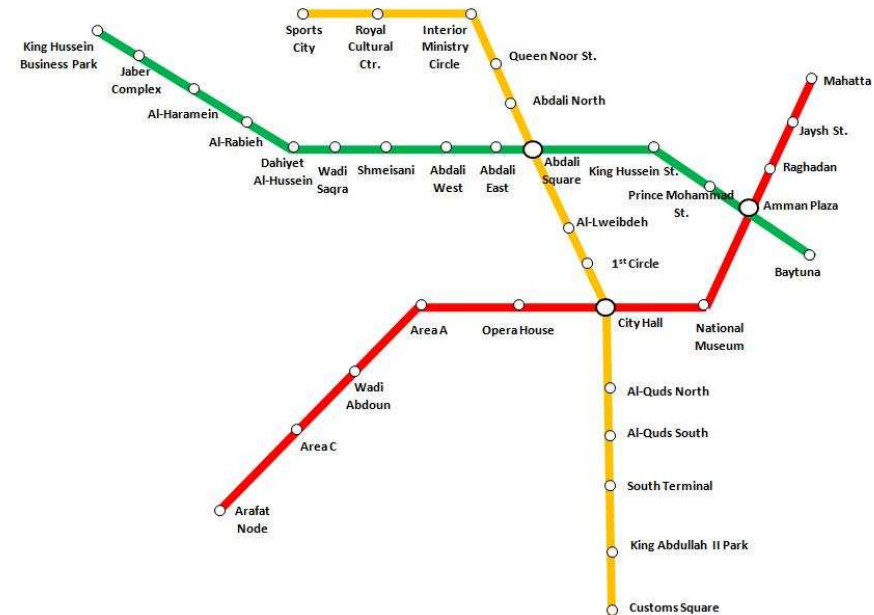 Sports
City
Royal
Cultural
Ctr.
Interior
Ministry
Circle
King Hussein
Business Park
Jaber
Complex
Queen Noor St.
Mahatta
Abdali North
Al-Haramein
Jaysh St.
Al-Rabieh
Dahiyet
Al-Hussein
Wadi
Saqra
Shmeisani
Abdali
West
Abdali
East
Abdali
Square
King Hussein St.
Raghadan
Prince Mohammad
St.
Amman Plaza
Al-Lweibdeh
1st Circle
Baytuna
Area A
Opera House
City Hall
National
Museum
Wadi
Abdoun
Al-Quds North
Al-Quds South
Area C
South Terminal
Arafat
Node
King Abdullah II Park
Customs Square